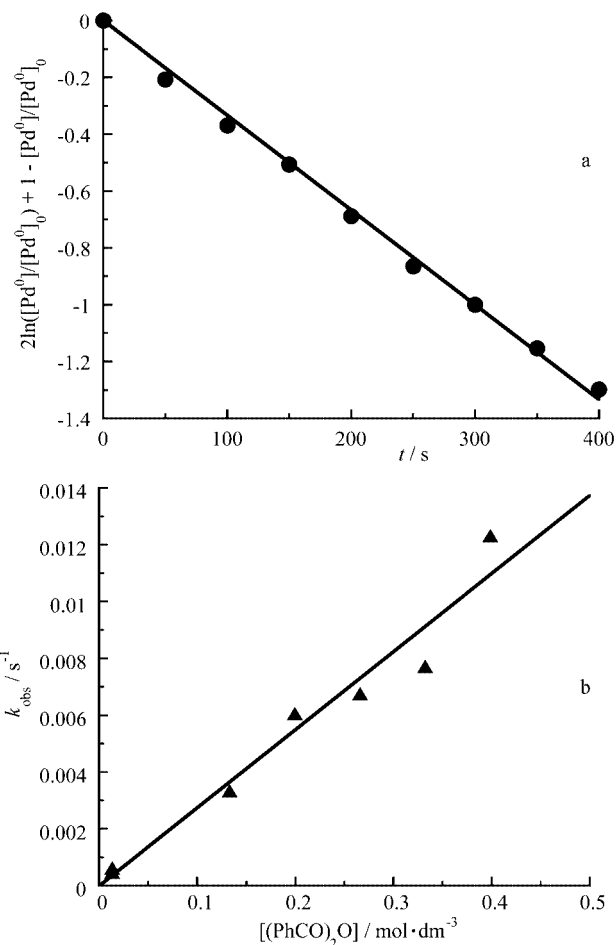 0
-0.2
-0.4
-0.6
-0.8
-1
-1.2
-1.4
2ln([Pd⁰]/[Pd⁰]₀) + 1 - [Pd⁰]/[Pd⁰]₀
a
0 100 200 300 400
t / s
0.014
0.012
0.01
0.008
0.006
0.004
0.002
0
k_obs / s⁻¹
b
0 0.1 0.2 0.3 0.4 0.5
[(PhCO)₂O] / mol·dm⁻³